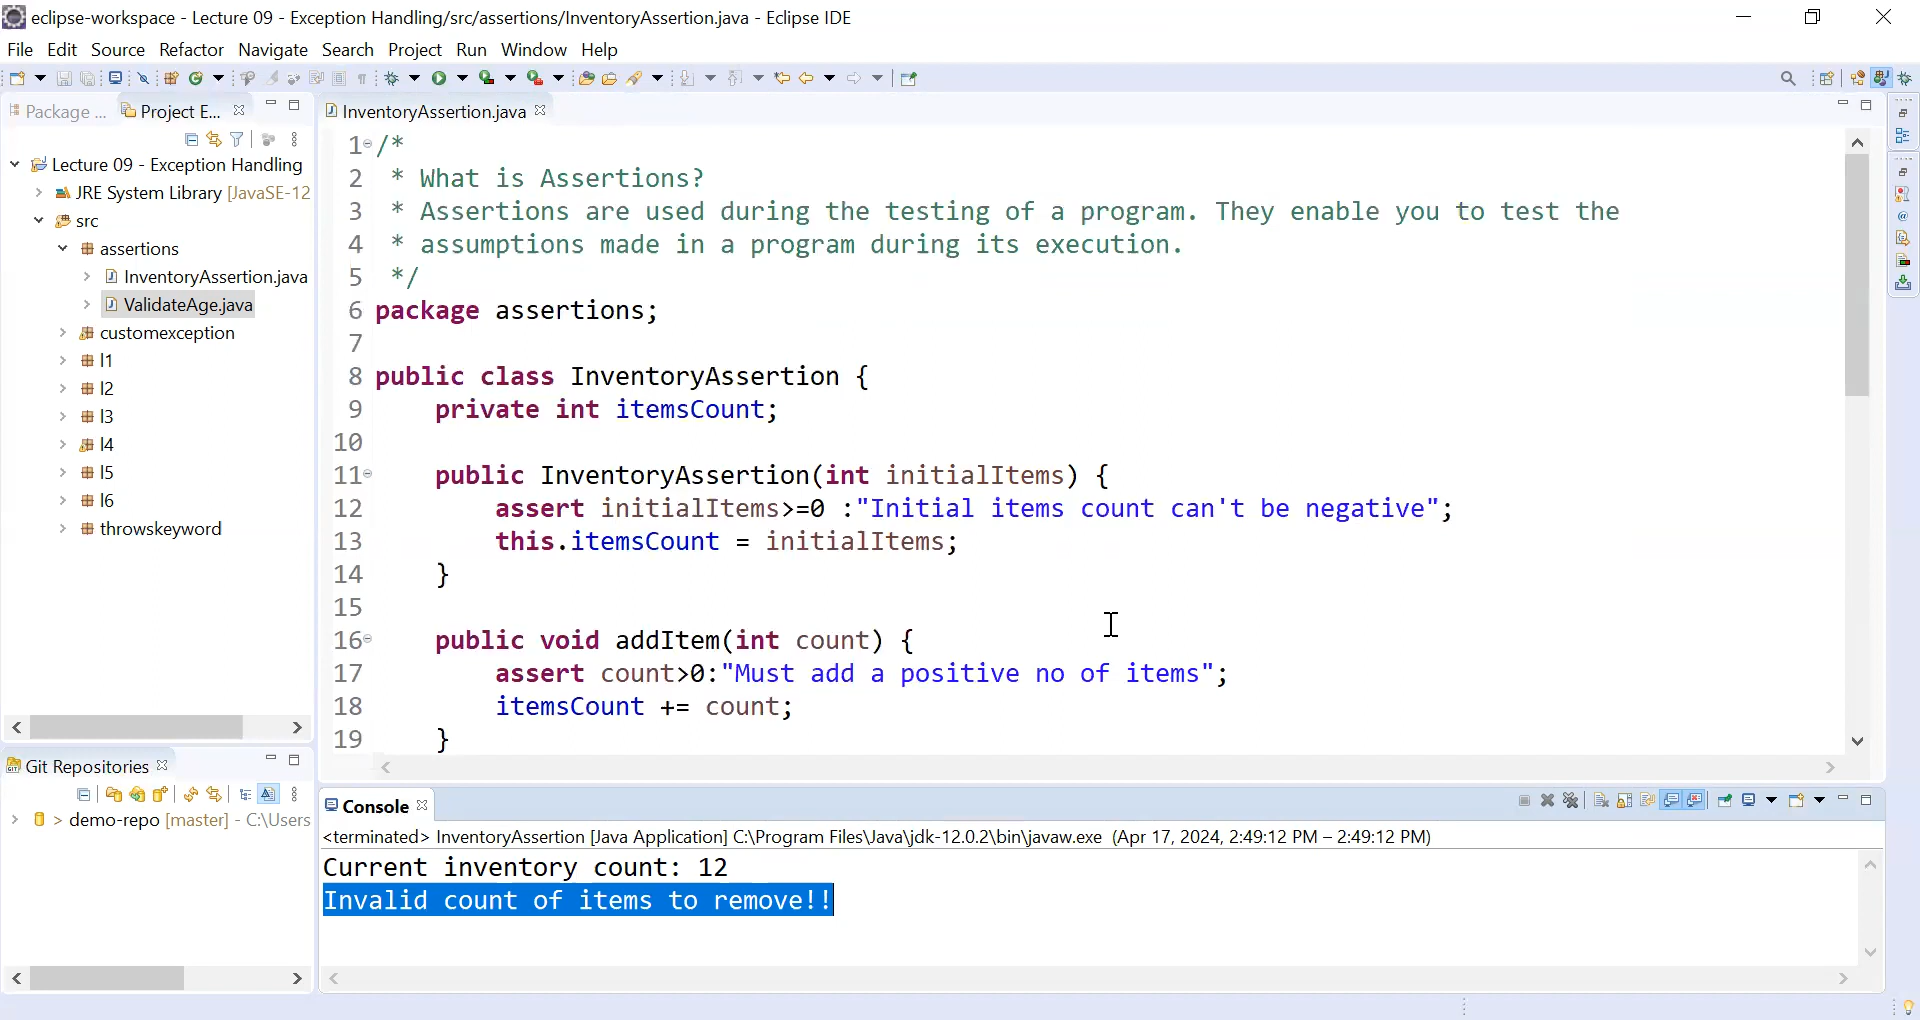 eclipse-workspace - Lecture 09 - Exception Handling/src/assertions/InventoryAssertion.java - Eclipse IDE
File Edit Source Refactor Navigate Search Project Run Window Help
Package ... Project E...
InventoryAssertion.java
Lecture 09 - Exception Handling
JRE System Library [JavaSE-12
src
assertions
InventoryAssertion.java
ValidateAge.java
customexception
l1
l2
l3
l4
l5
l6
throwskeyword
1 /*
2 * What is Assertions?
3 * Assertions are used during the testing of a program. They enable you to test the
4 * assumptions made in a program during its execution.
5 */
6 package assertions;
7
8 public class InventoryAssertion {
9 private int itemsCount;
10
11 public InventoryAssertion(int initialItems) {
12 assert initialItems>=0 :"Initial items count can't be negative";
13 this.itemsCount = initialItems;
14 }
15
16 public void addItem(int count) {
17 assert count>0:"Must add a positive no of items";
18 itemsCount += count;
19 }
Git Repositories
> demo-repo [master] - C:\Users
Console
<terminated> InventoryAssertion [Java Application] C:\Program Files\Java\jdk-12.0.2\bin\javaw.exe (Apr 17, 2024, 2:49:12 PM – 2:49:12 PM)
Current inventory count: 12
Invalid count of items to remove!!